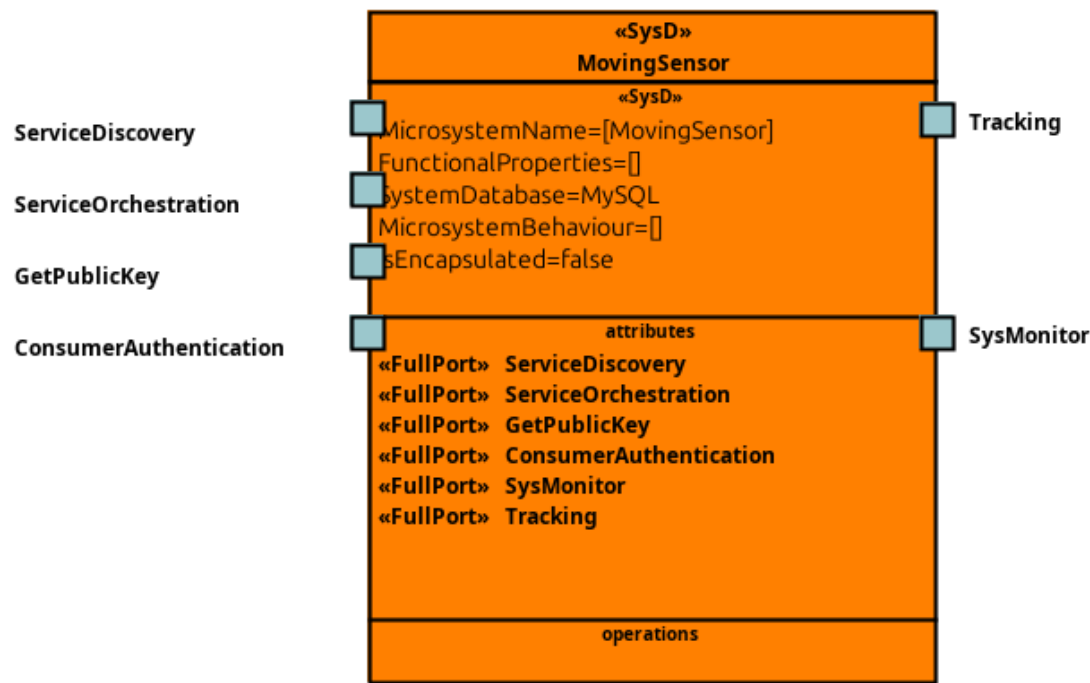 «SysD»
MovingSensor
«SysD»
MicrosystemName=[MovingSensor]
FunctionalProperties=[]
SystemDatabase=MySQL
MicrosystemBehaviour=[]
isEncapsulated=false
ServiceDiscovery
ServiceOrchestration
GetPublicKey
ConsumerAuthentication
Tracking
SysMonitor
attributes
«FullPort» ServiceDiscovery
«FullPort» ServiceOrchestration
«FullPort» GetPublicKey
«FullPort» ConsumerAuthentication
«FullPort» SysMonitor
«FullPort» Tracking
operations